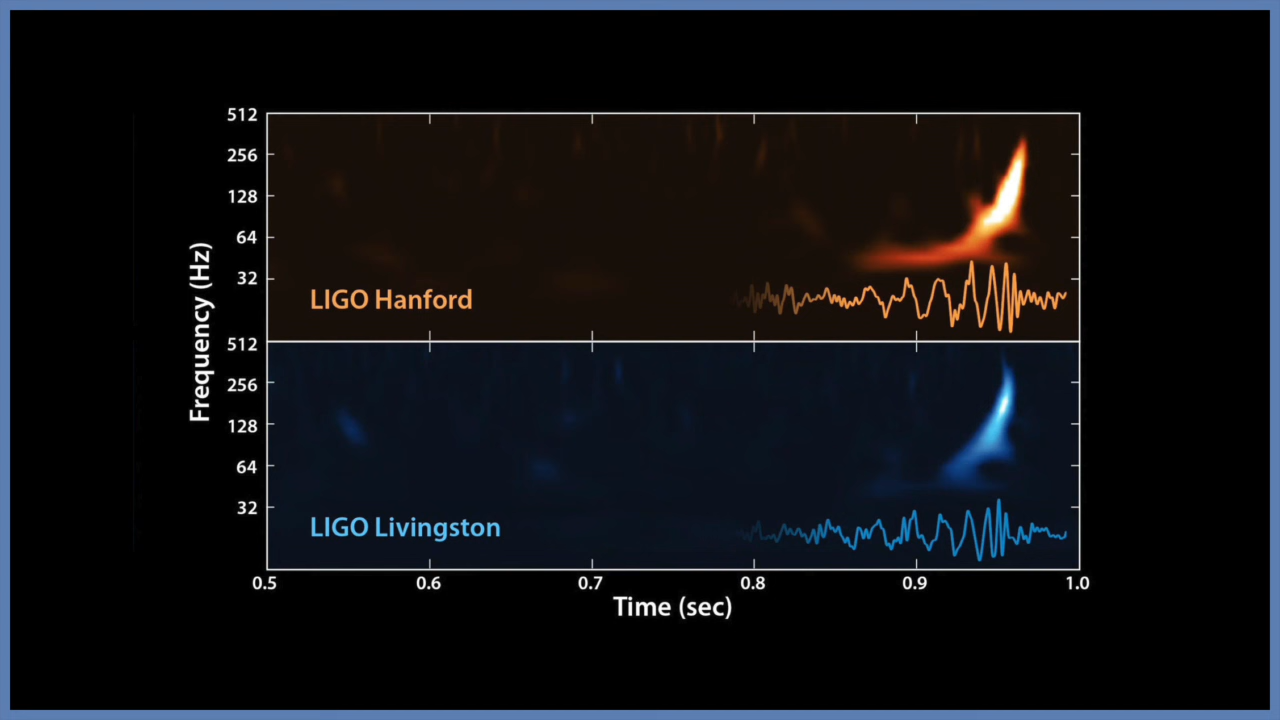 512
256
128
64
32
LIGO Hanford
Frequency (Hz)
512
256
128
64
32
LIGO Livingston
0.5 0.6 0.7 0.8 0.9 1.0
Time (sec)